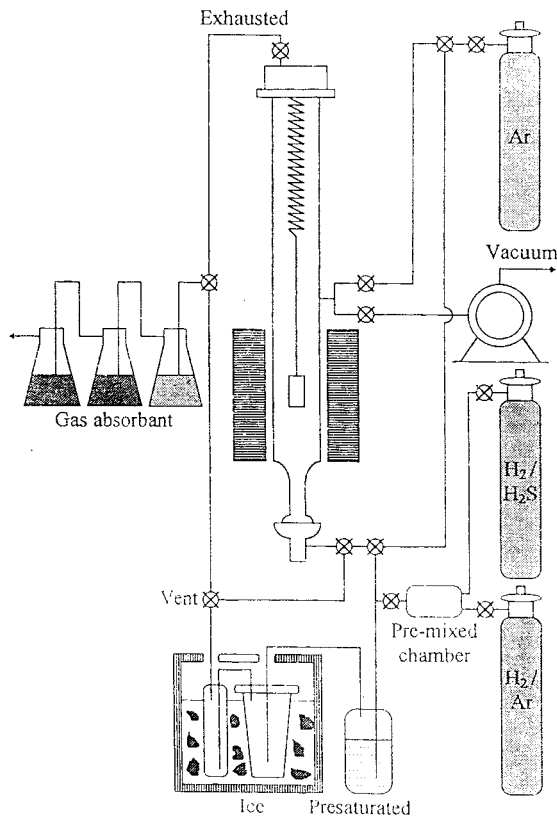 Exhausted
Ar
Vacuum
Gas absorbant
H₂/
H₂S
Vent
Pre-mixed
chamber
H₂/
Ar
Ice
Presaturated